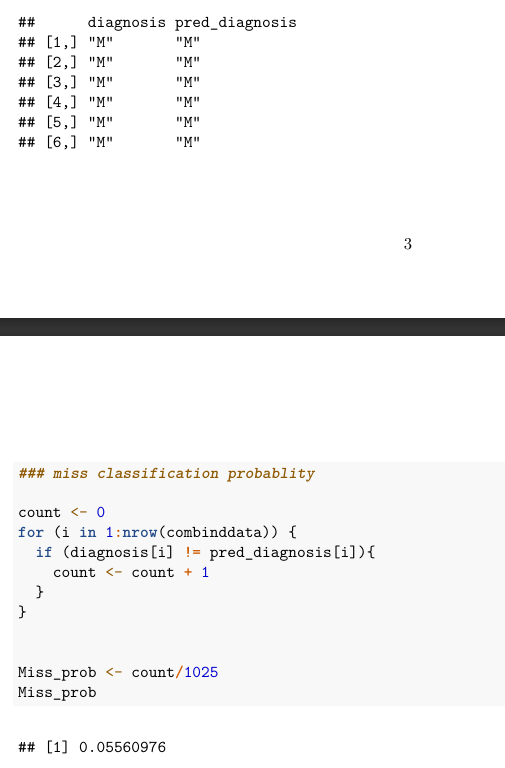 ##      diagnosis pred_diagnosis
## [1,] "M"       "M"
## [2,] "M"       "M"
## [3,] "M"       "M"
## [4,] "M"       "M"
## [5,] "M"       "M"
## [6,] "M"       "M"
3
### miss classification probablity
count <- 0
for (i in 1:nrow(combinddata)) {
  if (diagnosis[i] != pred_diagnosis[i]){
    count <- count + 1
  }
}
Miss_prob <- count/1025
Miss_prob
## [1] 0.05560976